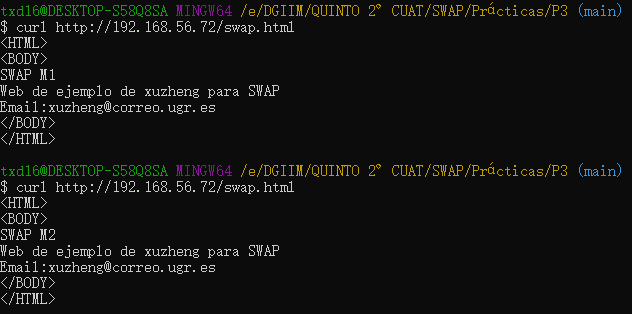 txd16@DESKTOP-S58Q8SA MINGW64 /e/DGIIM/QUINTO 2° CUAT/SWAP/Prácticas/P3 (main)
$ curl http://192.168.56.72/swap.html
<HTML>
<BODY>
SWAP M1
Web de ejemplo de xuzheng para SWAP
Email:xuzheng@correo.ugr.es
</BODY>
</HTML>
txd16@DESKTOP-S58Q8SA MINGW64 /e/DGIIM/QUINTO 2° CUAT/SWAP/Prácticas/P3 (main)
$ curl http://192.168.56.72/swap.html
<HTML>
<BODY>
SWAP M2
Web de ejemplo de xuzheng para SWAP
Email:xuzheng@correo.ugr.es
</BODY>
</HTML>